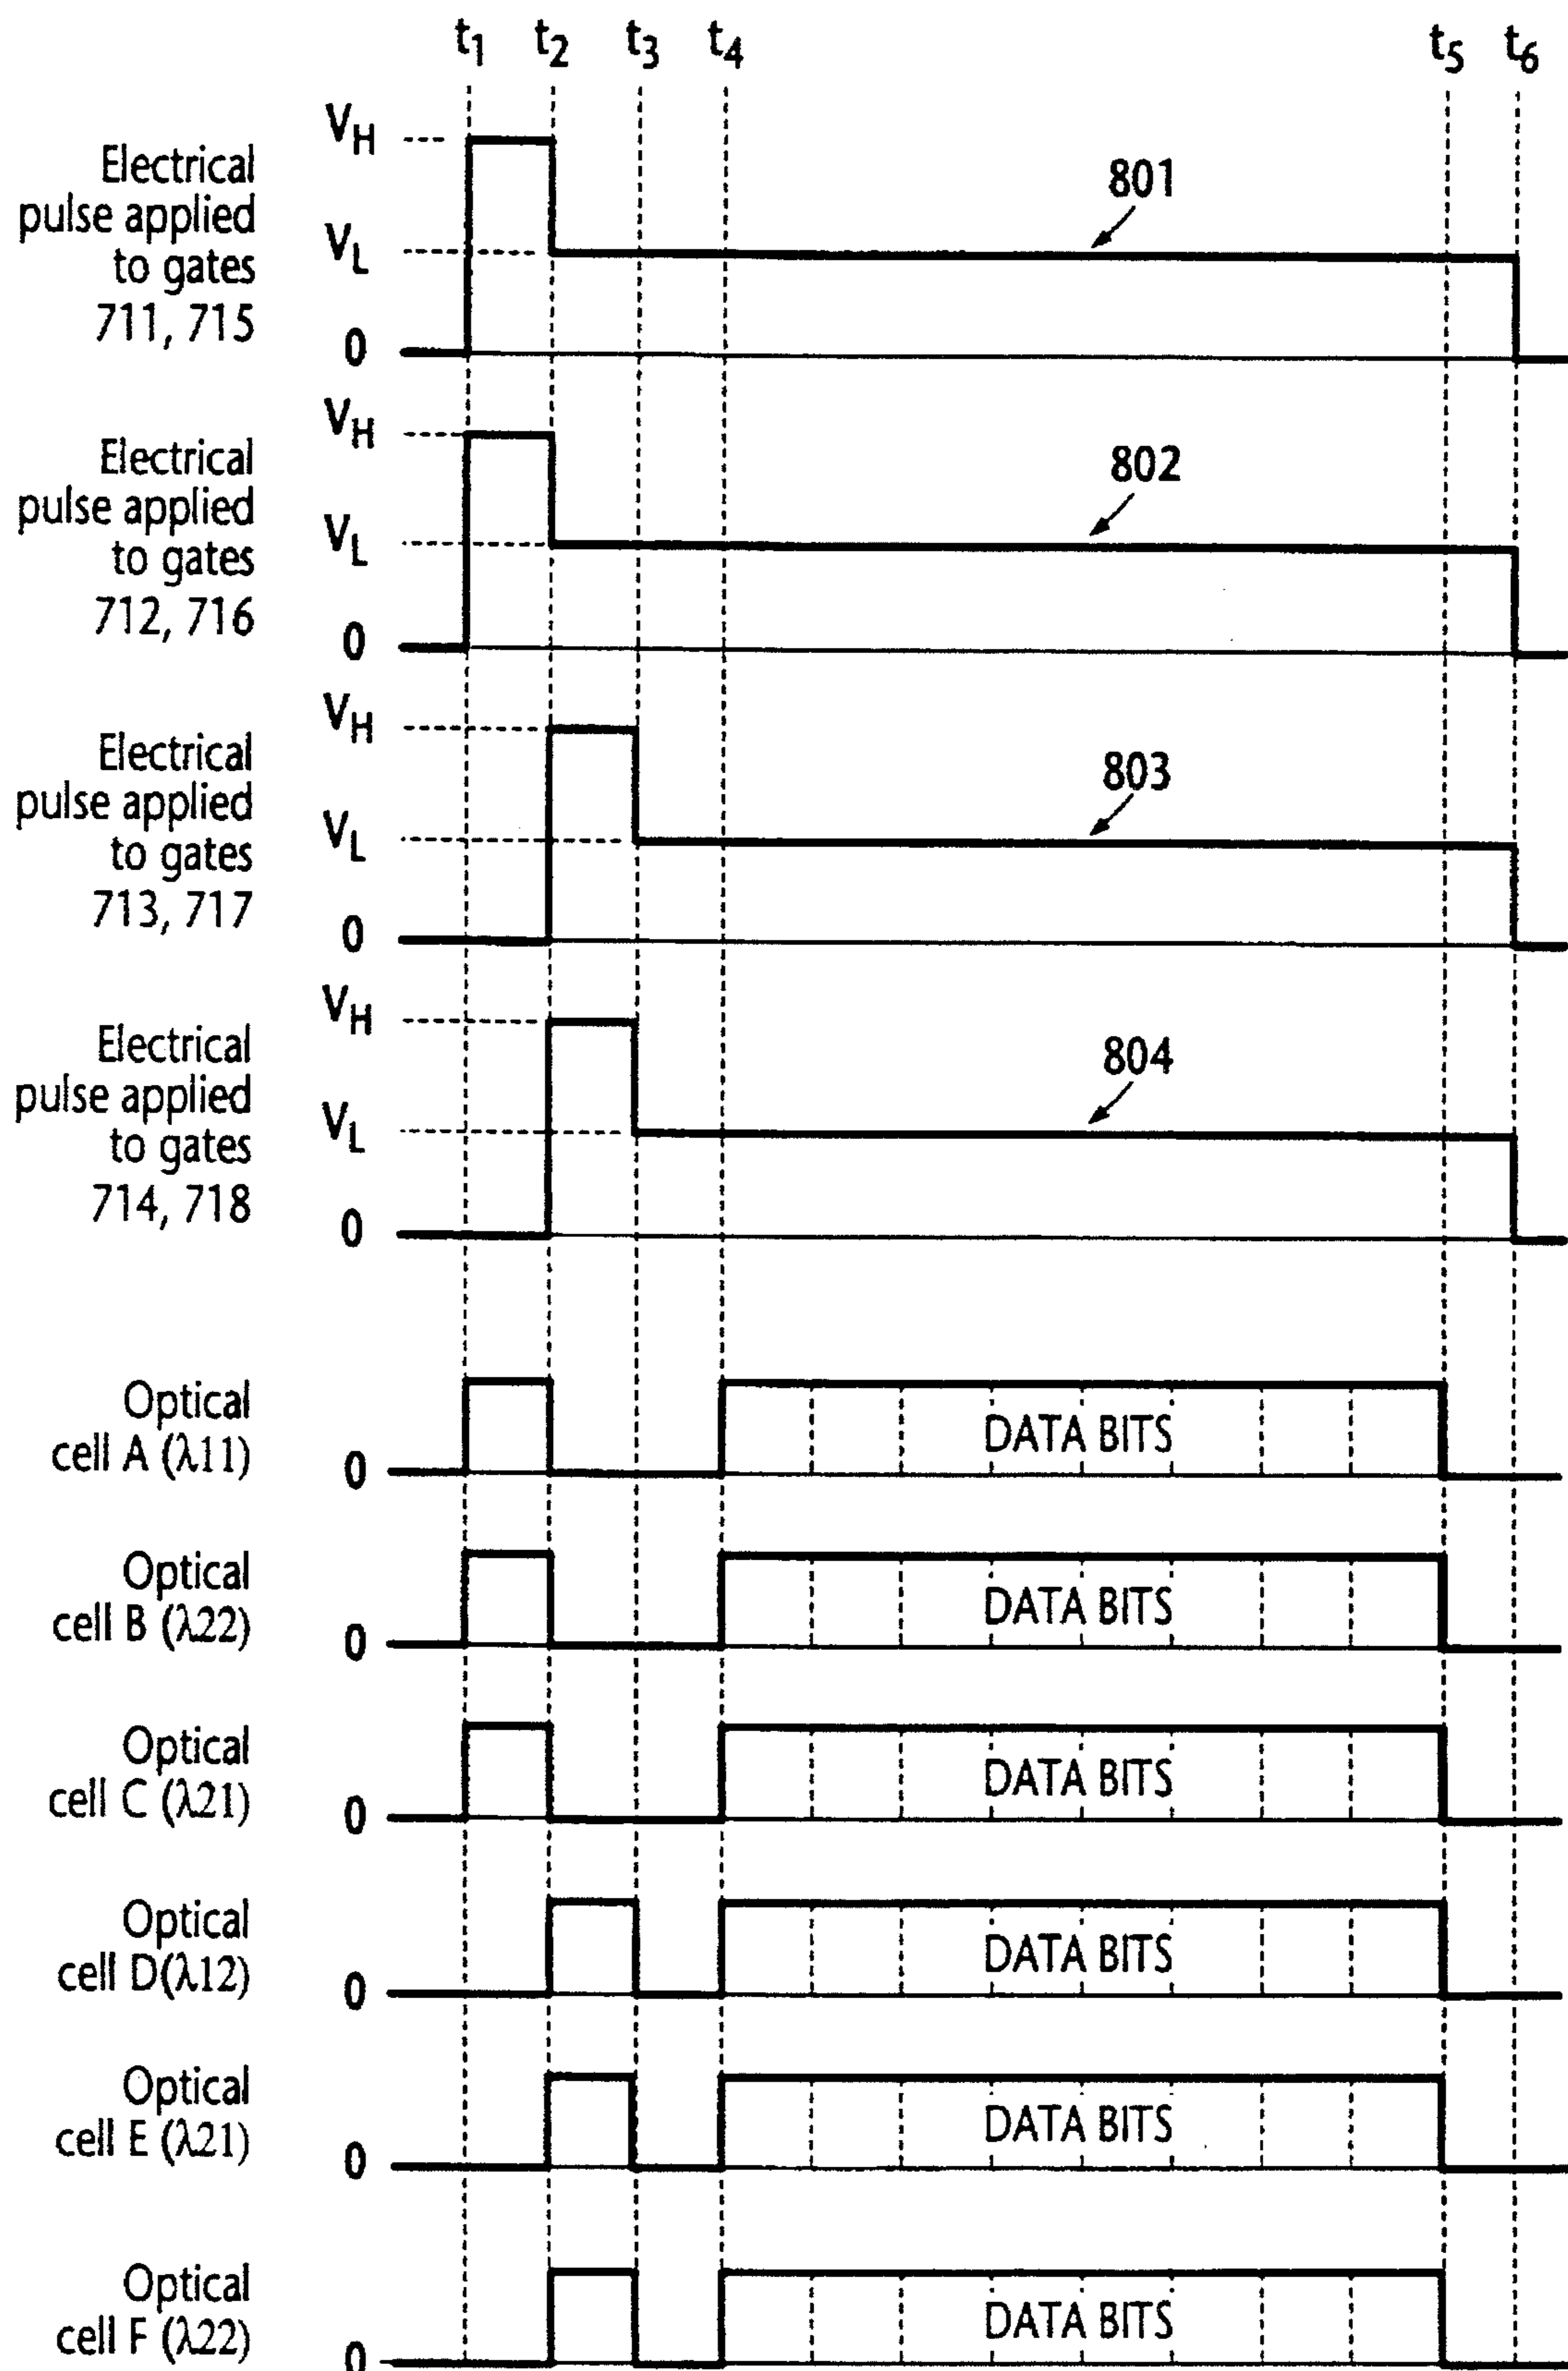 t1 t2 t3 t4 t5 t6
VH
Electrical
pulse applied
to gates
711, 715
VL
0
801
VH
Electrical
pulse applied
to gates
712, 716
VL
0
802
VH
Electrical
pulse applied
to gates
713, 717
VL
0
803
VH
Electrical
pulse applied
to gates
714, 718
VL
0
804
Optical
cell A (λ11)
0
DATA BITS
Optical
cell B (λ22)
0
DATA BITS
Optical
cell C (λ21)
0
DATA BITS
Optical
cell D(λ12)
0
DATA BITS
Optical
cell E (λ21)
0
DATA BITS
Optical
cell F (λ22)
0
DATA BITS